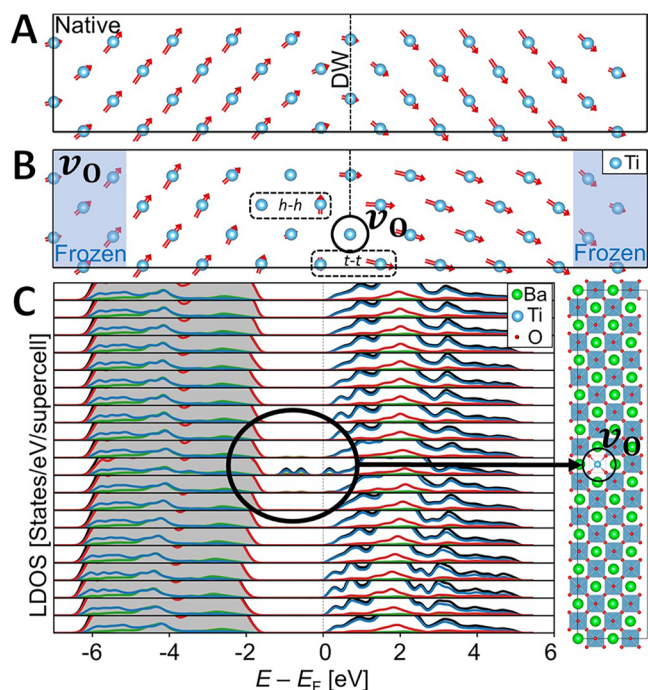 A Native
DW
B 𝒗O
Ti
h-h
𝒗O
Frozen
t-t
Frozen
C
Ba
Ti
O
𝒗O
LDOS [States/eV/supercell]
-6 -4 -2 0 2 4 6
E − EF [eV]